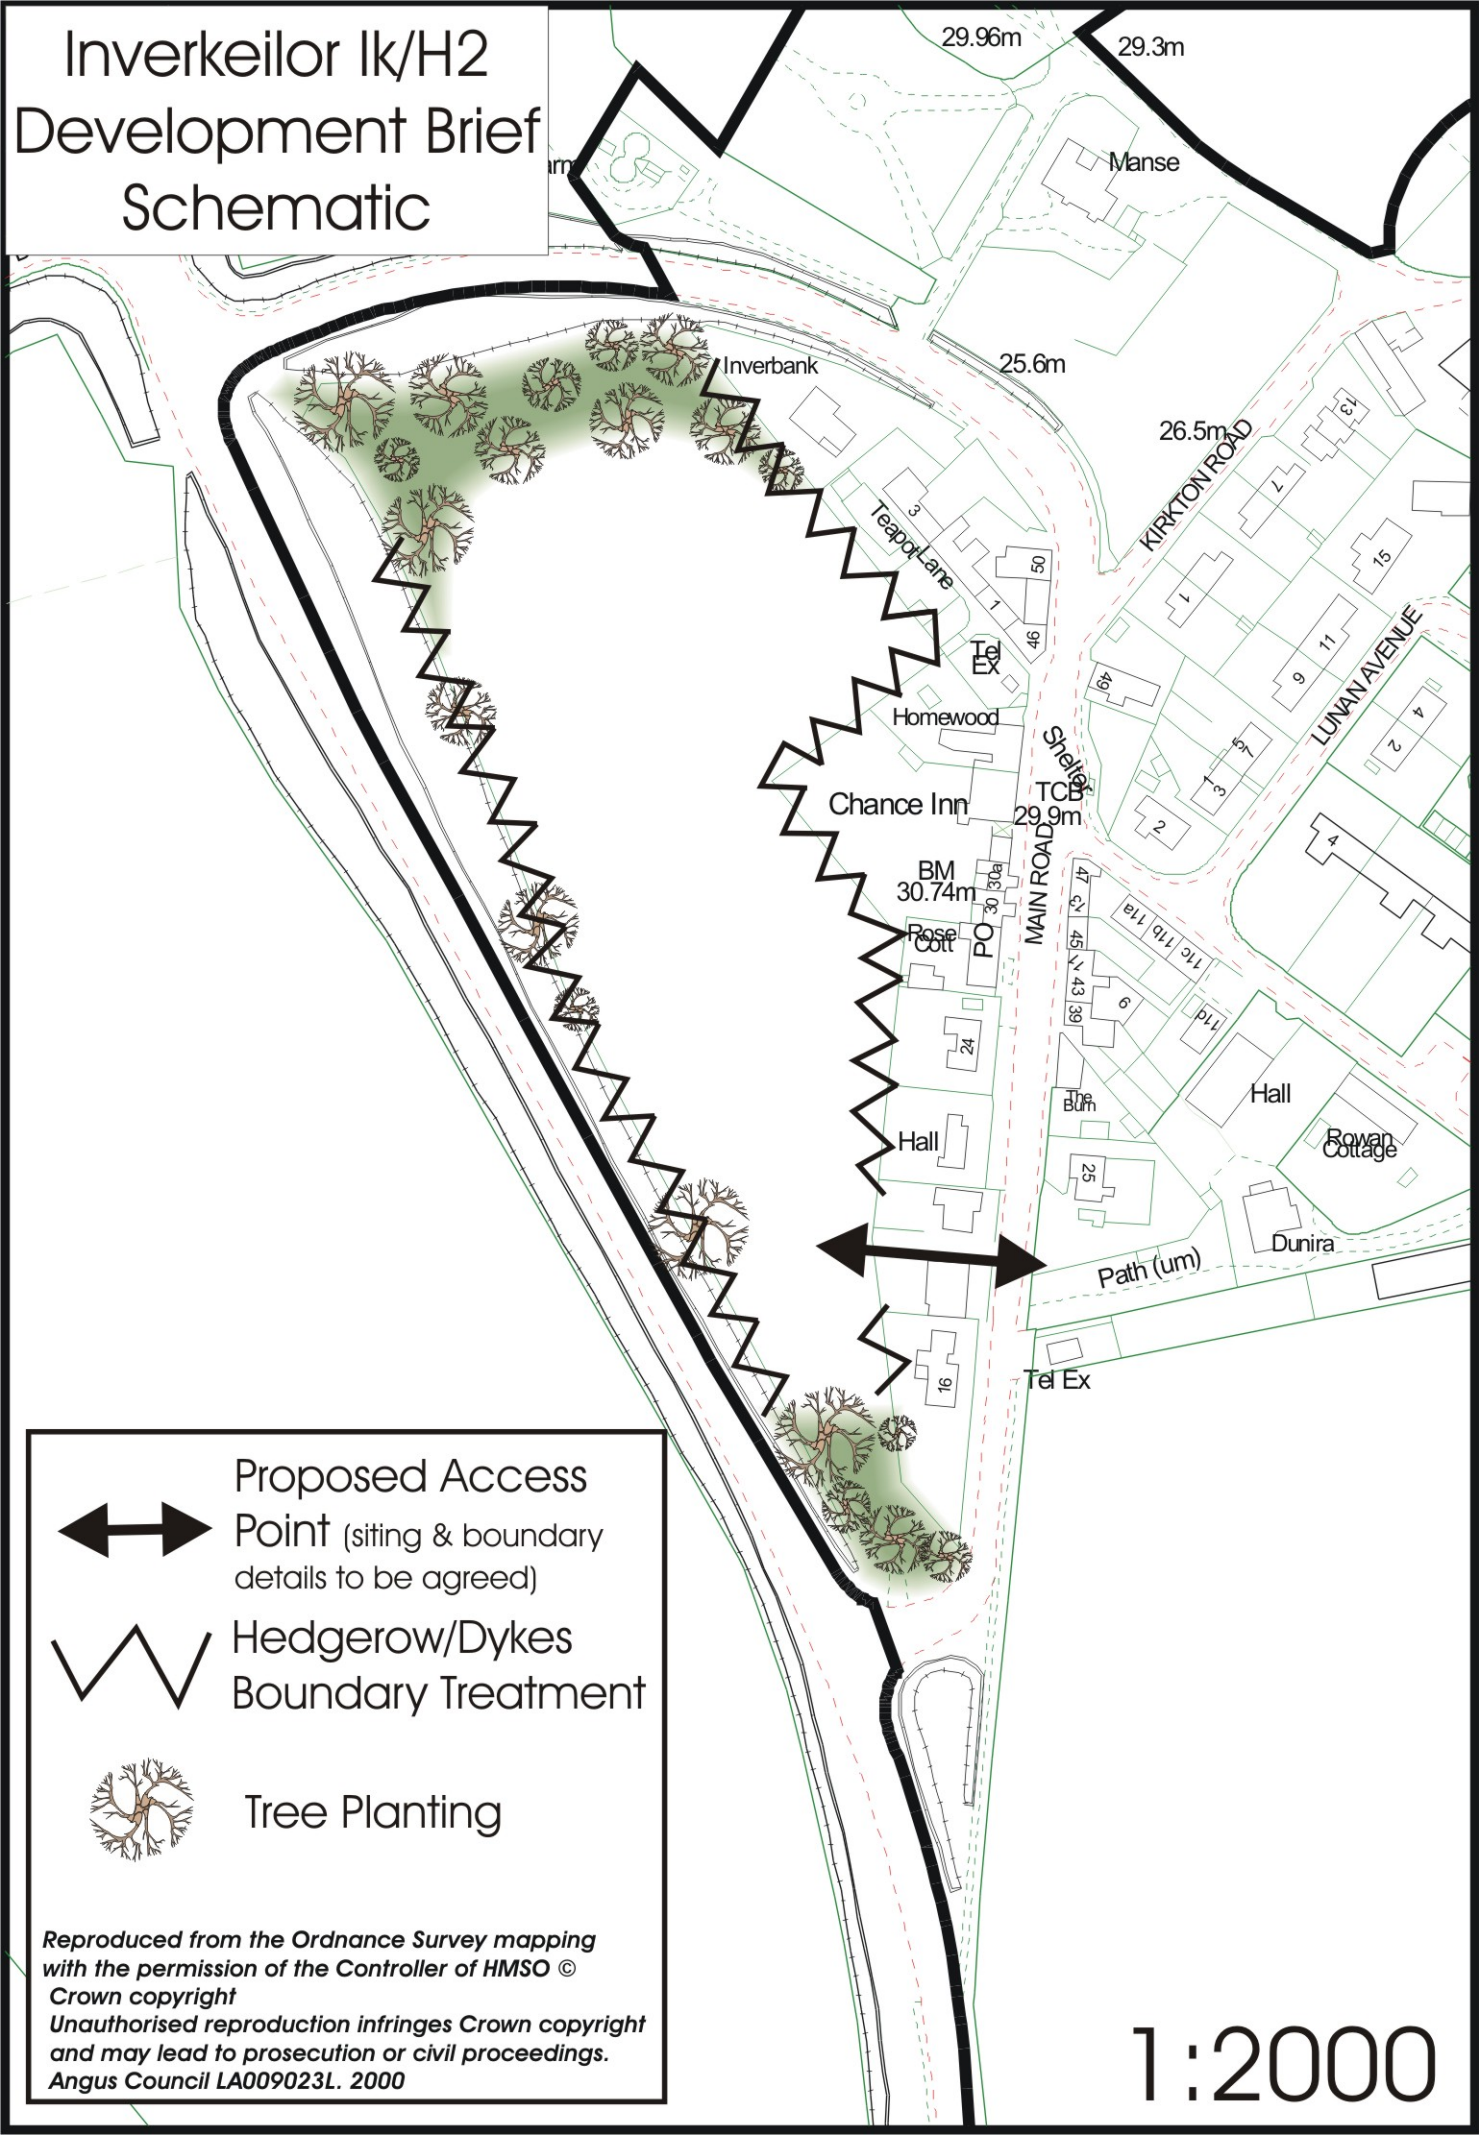 Inverkeilor Ik/H2
Development Brief
Schematic
29.96m
29.3m
arm
Manse
Inverbank
25.6m
26.5m
KIRKTON ROAD
13
7
15
1
11
9
3
Teapot Lane
1
50
46
Tel
Ex
49
LUNAN AVENUE
4
2
5
7
1
3
2
4
Homewood
Shelter
TCB
29.9m
Chance Inn
MAIN ROAD
BM
30.74m
30a
30
PO
Rose
Cott
47
13
45
11
43
39
11a
11b
11c
11d
9
24
Hall
The
Burn
25
Hall
Rowan
Cottage
Dunira
Path (um)
16
Tel Ex
Proposed Access
Point (siting & boundary
details to be agreed)
Hedgerow/Dykes
Boundary Treatment
Tree Planting
Reproduced from the Ordnance Survey mapping
with the permission of the Controller of HMSO ©
Crown copyright
Unauthorised reproduction infringes Crown copyright
and may lead to prosecution or civil proceedings.
Angus Council LA009023L. 2000
1:2000